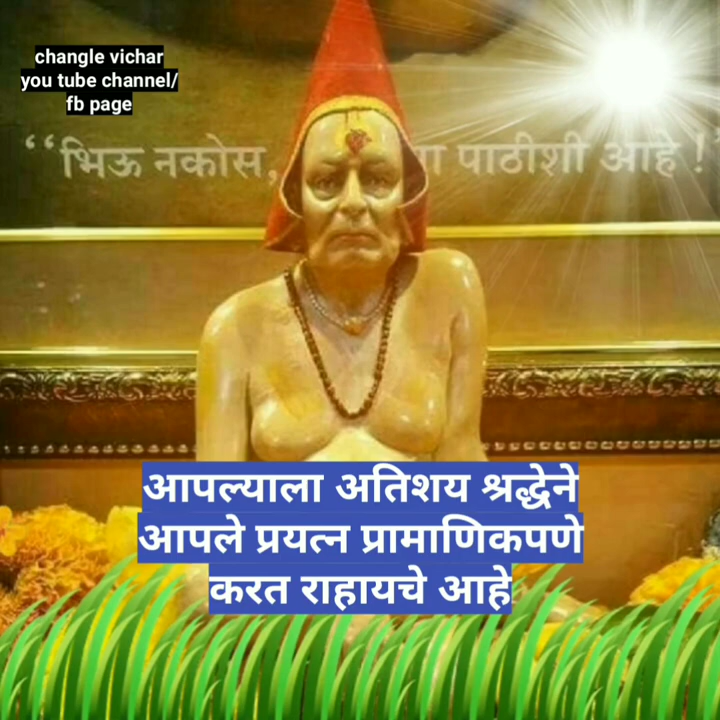 changle vichar
you tube channel/
fb page
“भिऊ नकोस, पाठीशी आहे !
आपल्याला अतिशय श्रद्धेने
आपले प्रयत्न प्रामाणिकपणे
करत राहायचे आहे